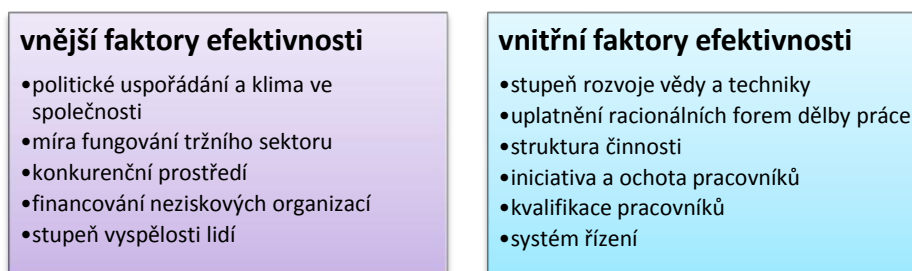 vnější faktory efektivnosti
•politické uspořádání a klima ve
společnosti
•míra fungování tržního sektoru
•konkurenční prostředí
•financování neziskových organizací
•stupeň vyspělosti lidí
vnitřní faktory efektivnosti
•stupeň rozvoje vědy a techniky
•uplatnění racionálních forem dělby práce
•struktura činnosti
•iniciativa a ochota pracovníků
•kvalifikace pracovníků
•systém řízení